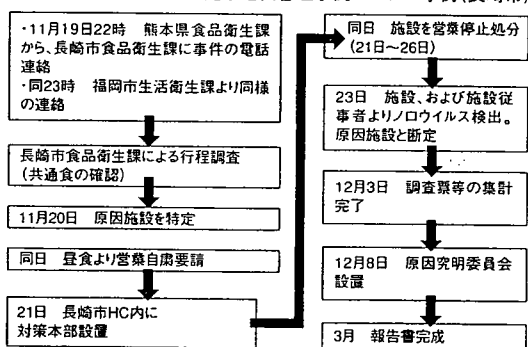 ・11月19日22時　熊本県食品衛生課
から、長崎市食品衛生課に事件の電話
連絡
・同23時　福岡市生活衛生課より同様
の連絡
長崎市食品衛生課による行程調査
(共通食の確認)
11月20日　原因施設を特定
同日　昼食より営業自粛要請
21日　長崎市HC内に
対策本部設置
同日　施設を営業停止処分
(21日～26日)
23日　施設、および施設従
事者よりノロウイルス検出。
原因施設と断定
12月3日　調査票等の集計
完了
12月8日　原因究明委員会
設置
3月　報告書完成